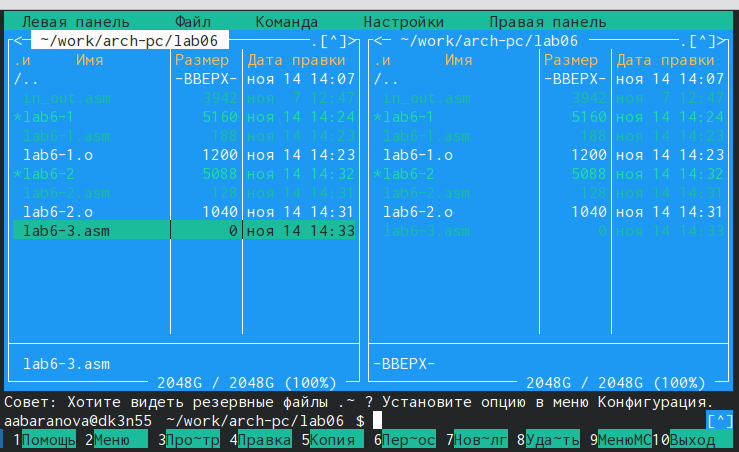 Левая панель Файл Команда Настройки Правая панель
<─ ~/work/arch-pc/lab06 ─.[^]> <─ ~/work/arch-pc/lab06 ─.[^]>
.и Имя Размер Дата правки .и Имя Размер Дата правки
/.. -ВВЕРХ- ноя 14 14:07 /.. -ВВЕРХ- ноя 14 14:07
in_out.asm 3942 ноя 7 12:47 in_out.asm 3942 ноя 7 12:47
*lab6-1 5160 ноя 14 14:24 *lab6-1 5160 ноя 14 14:24
lab6-1.asm 188 ноя 14 14:23 lab6-1.asm 188 ноя 14 14:23
lab6-1.o 1200 ноя 14 14:23 lab6-1.o 1200 ноя 14 14:23
*lab6-2 5088 ноя 14 14:32 *lab6-2 5088 ноя 14 14:32
lab6-2.asm 128 ноя 14 14:31 lab6-2.asm 128 ноя 14 14:31
lab6-2.o 1040 ноя 14 14:31 lab6-2.o 1040 ноя 14 14:31
lab6-3.asm 0 ноя 14 14:33 lab6-3.asm 0 ноя 14 14:33
lab6-3.asm -ВВЕРХ-
2048G / 2048G (100%) 2048G / 2048G (100%)
Совет: Хотите видеть резервные файлы .~ ? Установите опцию в меню Конфигурация.
aabaranova@dk3n55 ~/work/arch-pc/lab06 $ [^]
1Помощь 2Меню 3Про~тр 4Правка 5Копия 6Пер~ос 7Нов~лг 8Уда~ть 9МенюMC 10Выход